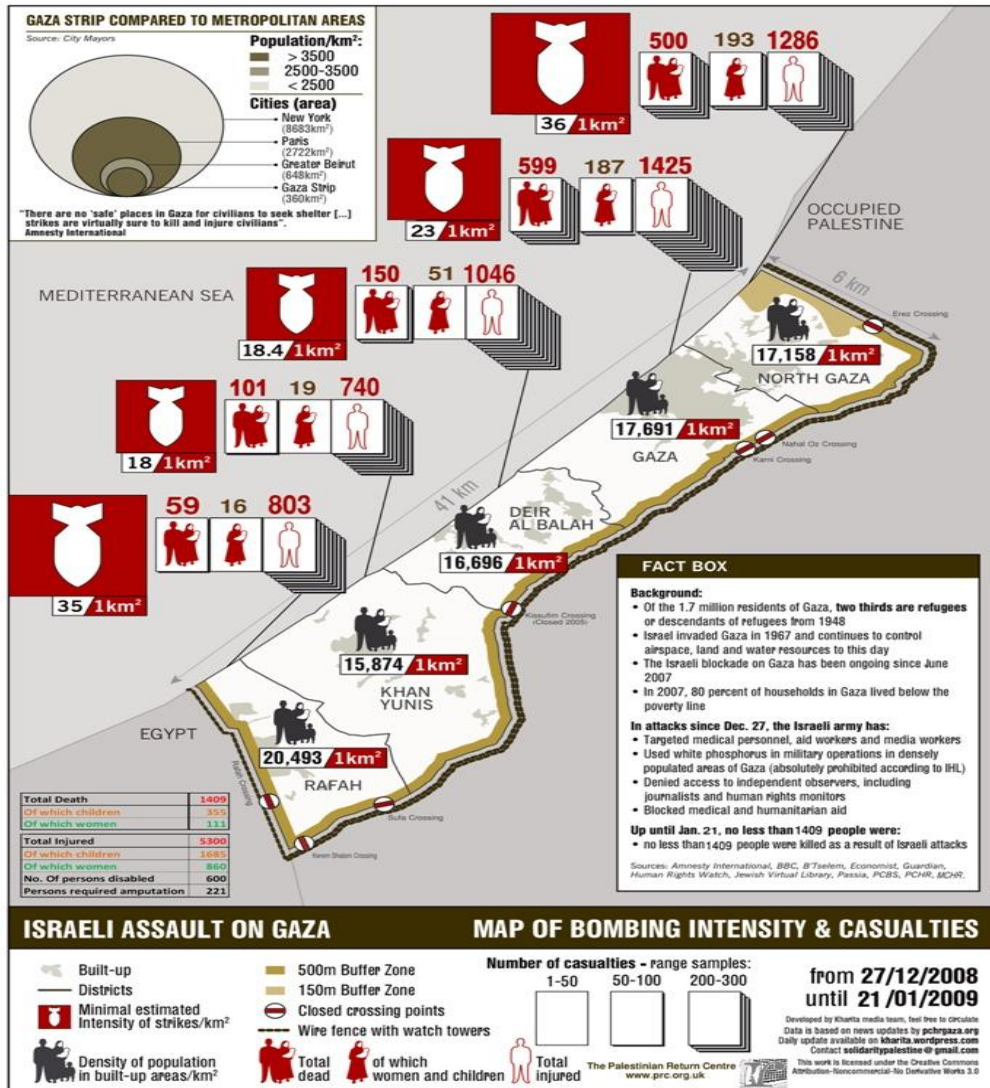 GAZA STRIP COMPARED TO METROPOLITAN AREAS
Source: City Mayors
Population/km²:
> 3500
2500-3500
< 2500
Cities (area)
New York
(8683km²)
Paris
(2722km²)
Greater Beirut
(648km²)
Gaza Strip
(360km²)
"There are no 'safe' places in Gaza for civilians to seek shelter [...]
strikes are virtually sure to kill and injure civilians".
Amnesty International
500 193 1286
36 / 1km²
599 187 1425
23 / 1km²
150 51 1046
18.4 / 1km²
101 19 740
18 / 1km²
59 16 803
35 / 1km²
MEDITERRANEAN SEA
OCCUPIED
PALESTINE
6 km
41 km
Erez Crossing
17,158 / 1km²
NORTH GAZA
17,691 / 1km²
GAZA
Nahal Oz Crossing
Karni Crossing
DEIR
AL BALAH
16,696 / 1km²
Kissufim Crossing
(Closed 2005)
15,874 / 1km²
KHAN
YUNIS
EGYPT
20,493 / 1km²
RAFAH
Rafah Crossing
Sufa Crossing
Kerem Shalom Crossing
Total Death 1409
Of which children 355
Of which women 111
Total Injured 5300
Of which children 1685
Of which women 860
No. Of persons disabled 600
Persons required amputation 221
FACT BOX
Background:
• Of the 1.7 million residents of Gaza, two thirds are refugees
or descendants of refugees from 1948
• Israel invaded Gaza in 1967 and continues to control
airspace, land and water resources to this day
• The Israeli blockade on Gaza has been ongoing since June
2007
• In 2007, 80 percent of households in Gaza lived below the
poverty line
In attacks since Dec. 27, the Israeli army has:
• Targeted medical personnel, aid workers and media workers
• Used white phosphorus in military operations in densely
populated areas of Gaza (absolutely prohibited according to IHL)
• Denied access to independent observers, including
journalists and human rights monitors
• Blocked medical and humanitarian aid
Up until Jan. 21, no less than 1409 people were:
• no less than 1409 people were killed as a result of Israeli attacks
Sources: Amnesty International, BBC, B'Tselem, Economist, Guardian,
Human Rights Watch, Jewish Virtual Library, Passia, PCBS, PCHR, MCHR.
ISRAELI ASSAULT ON GAZA
MAP OF BOMBING INTENSITY & CASUALTIES
Built-up
Districts
Minimal estimated
Intensity of strikes/km²
Density of population
in built-up areas/km²
500m Buffer Zone
150m Buffer Zone
Closed crossing points
Wire fence with watch towers
Total
dead
of which
women and children
Total
injured
Number of casualties - range samples:
1-50 50-100 200-300
The Palestinian Return Centre
www.prc.org.uk
from 27/12/2008
until 21/01/2009
Developed by Kharita media team, feel free to circulate
Data is based on news updates by pchrgaza.org
Daily update available on kharita.wordpress.com
Contact solidaritypalestine@gmail.com
This work is licensed under the Creative Commons
Attribution-Noncommercial-No Derivative Works 3.0